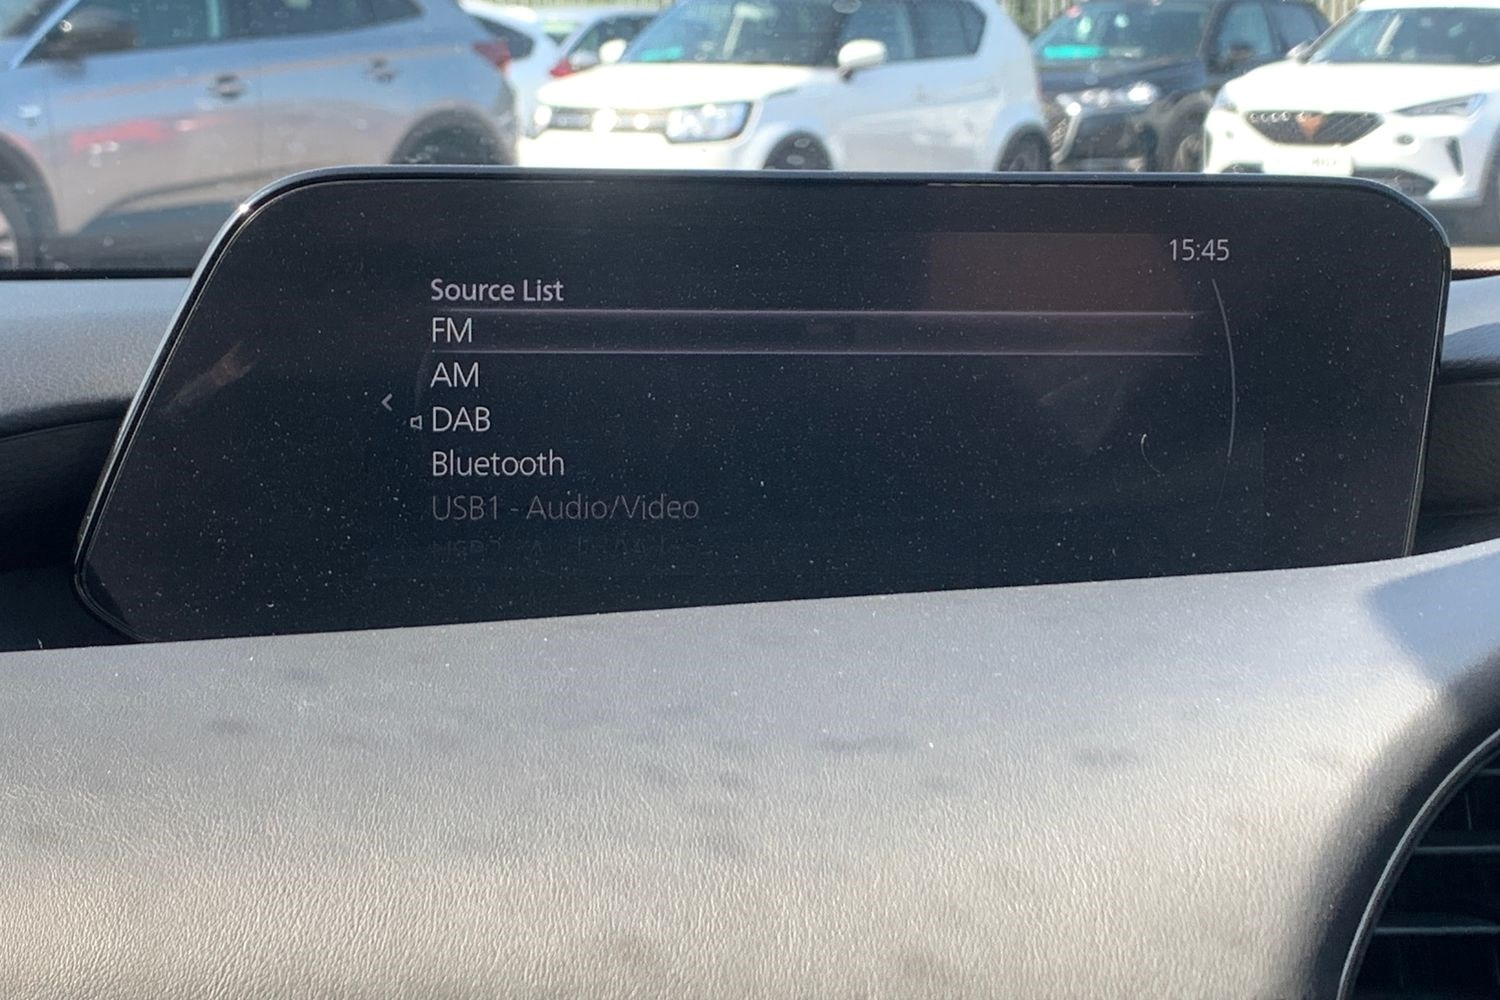 15:45
Source List
FM
AM
DAB
Bluetooth
USB1 - Audio/Video